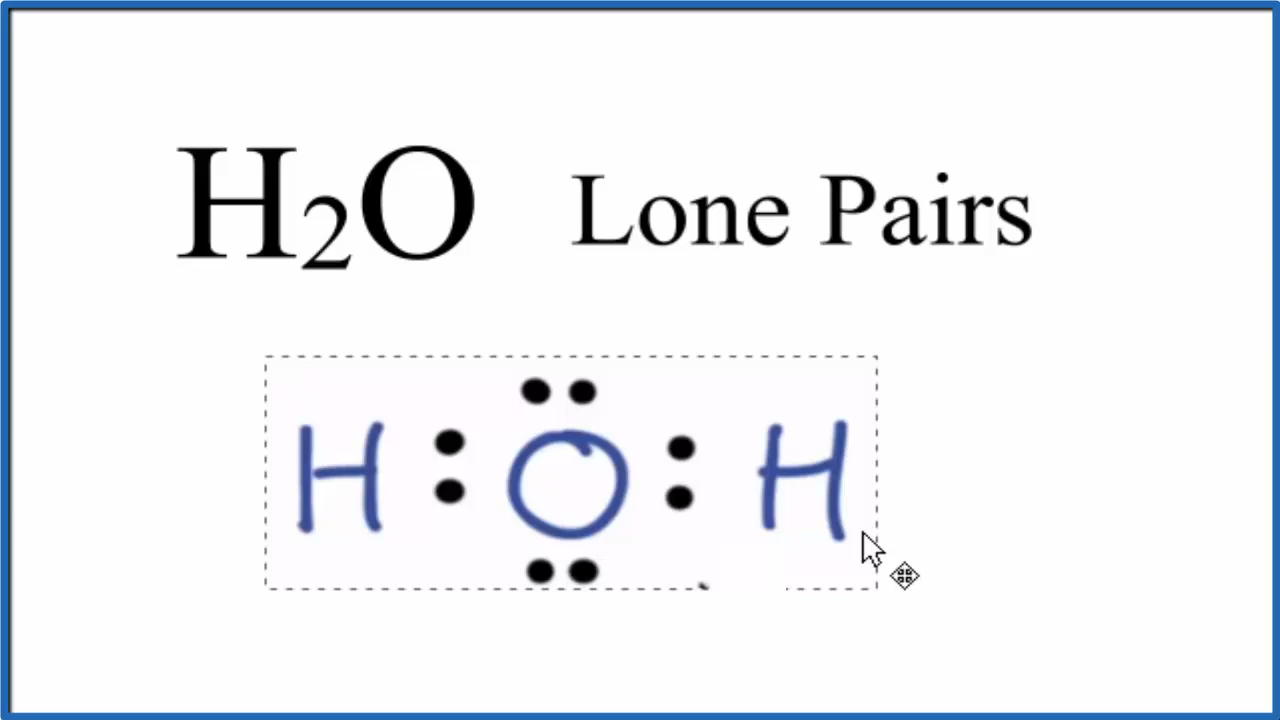 H₂O Lone Pairs
H : O : H